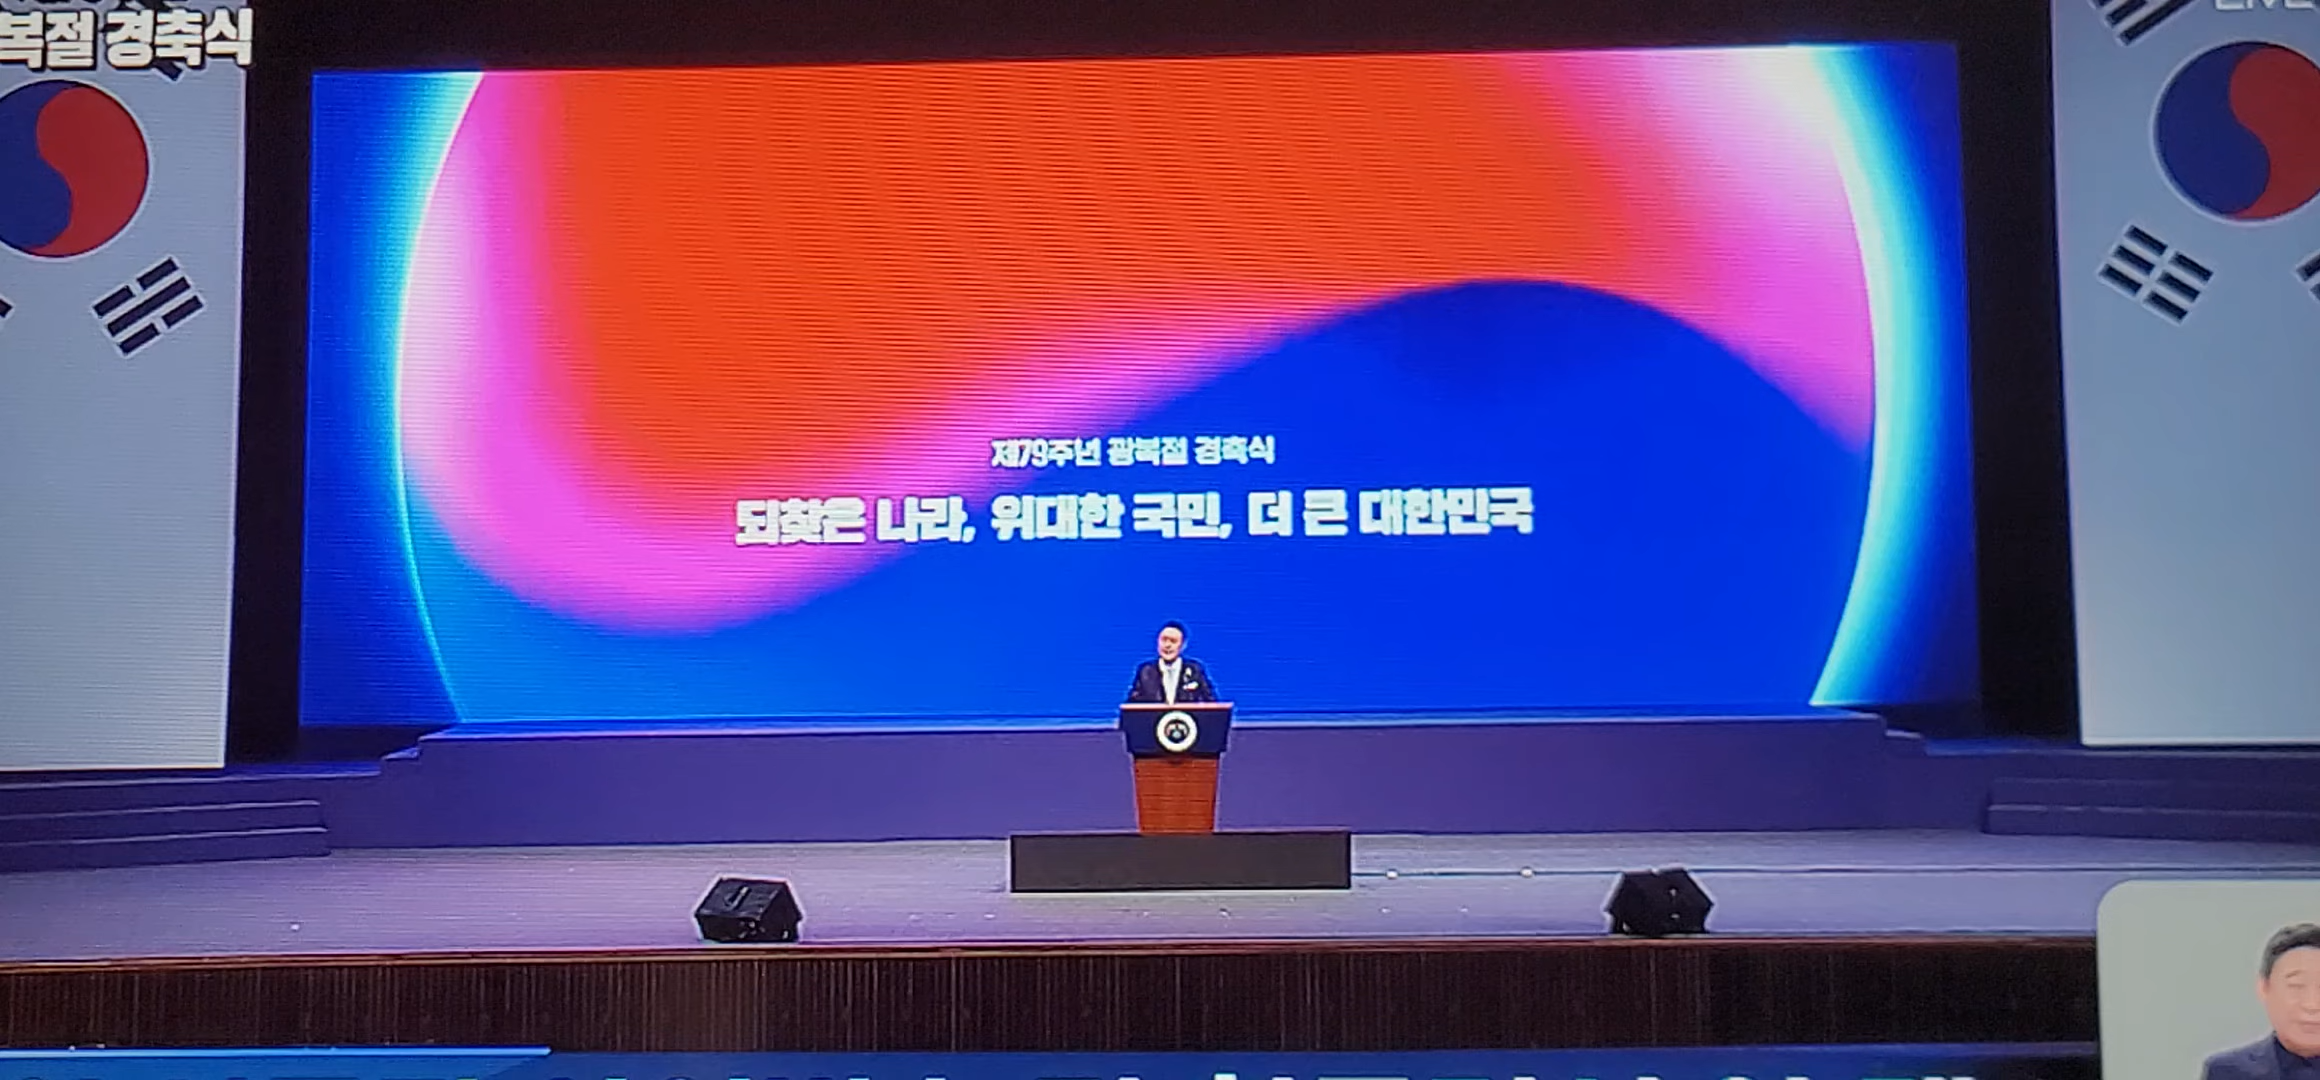 복절 경축식
LIVE
제79주년 광복절 경축식
되찾은 나라, 위대한 국민, 더 큰 대한민국